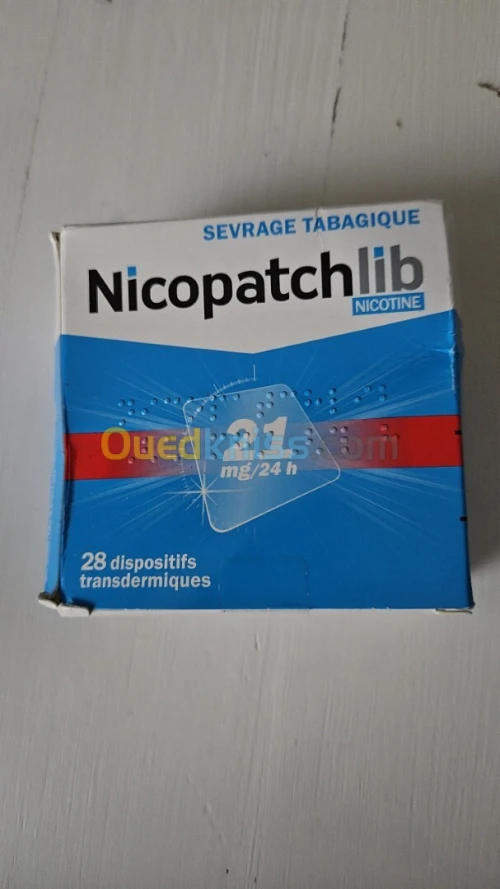 SEVRAGE TABAGIQUE
Nicopatchlib
NICOTINE
21
Ouedkniss.com
mg/24 h
28 dispositifs
transdermiques